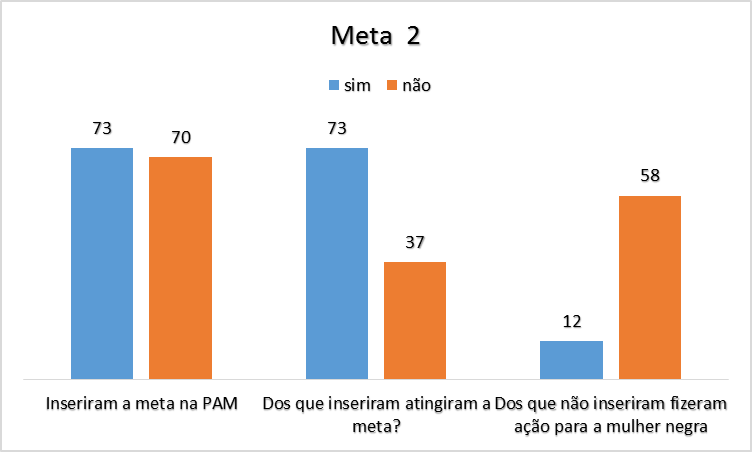 Meta 2
sim não
73 70 73 37 12 58
Inseriram a meta na PAM
Dos que inseriram atingiram a
meta?
Dos que não inseriram fizeram
ação para a mulher negra